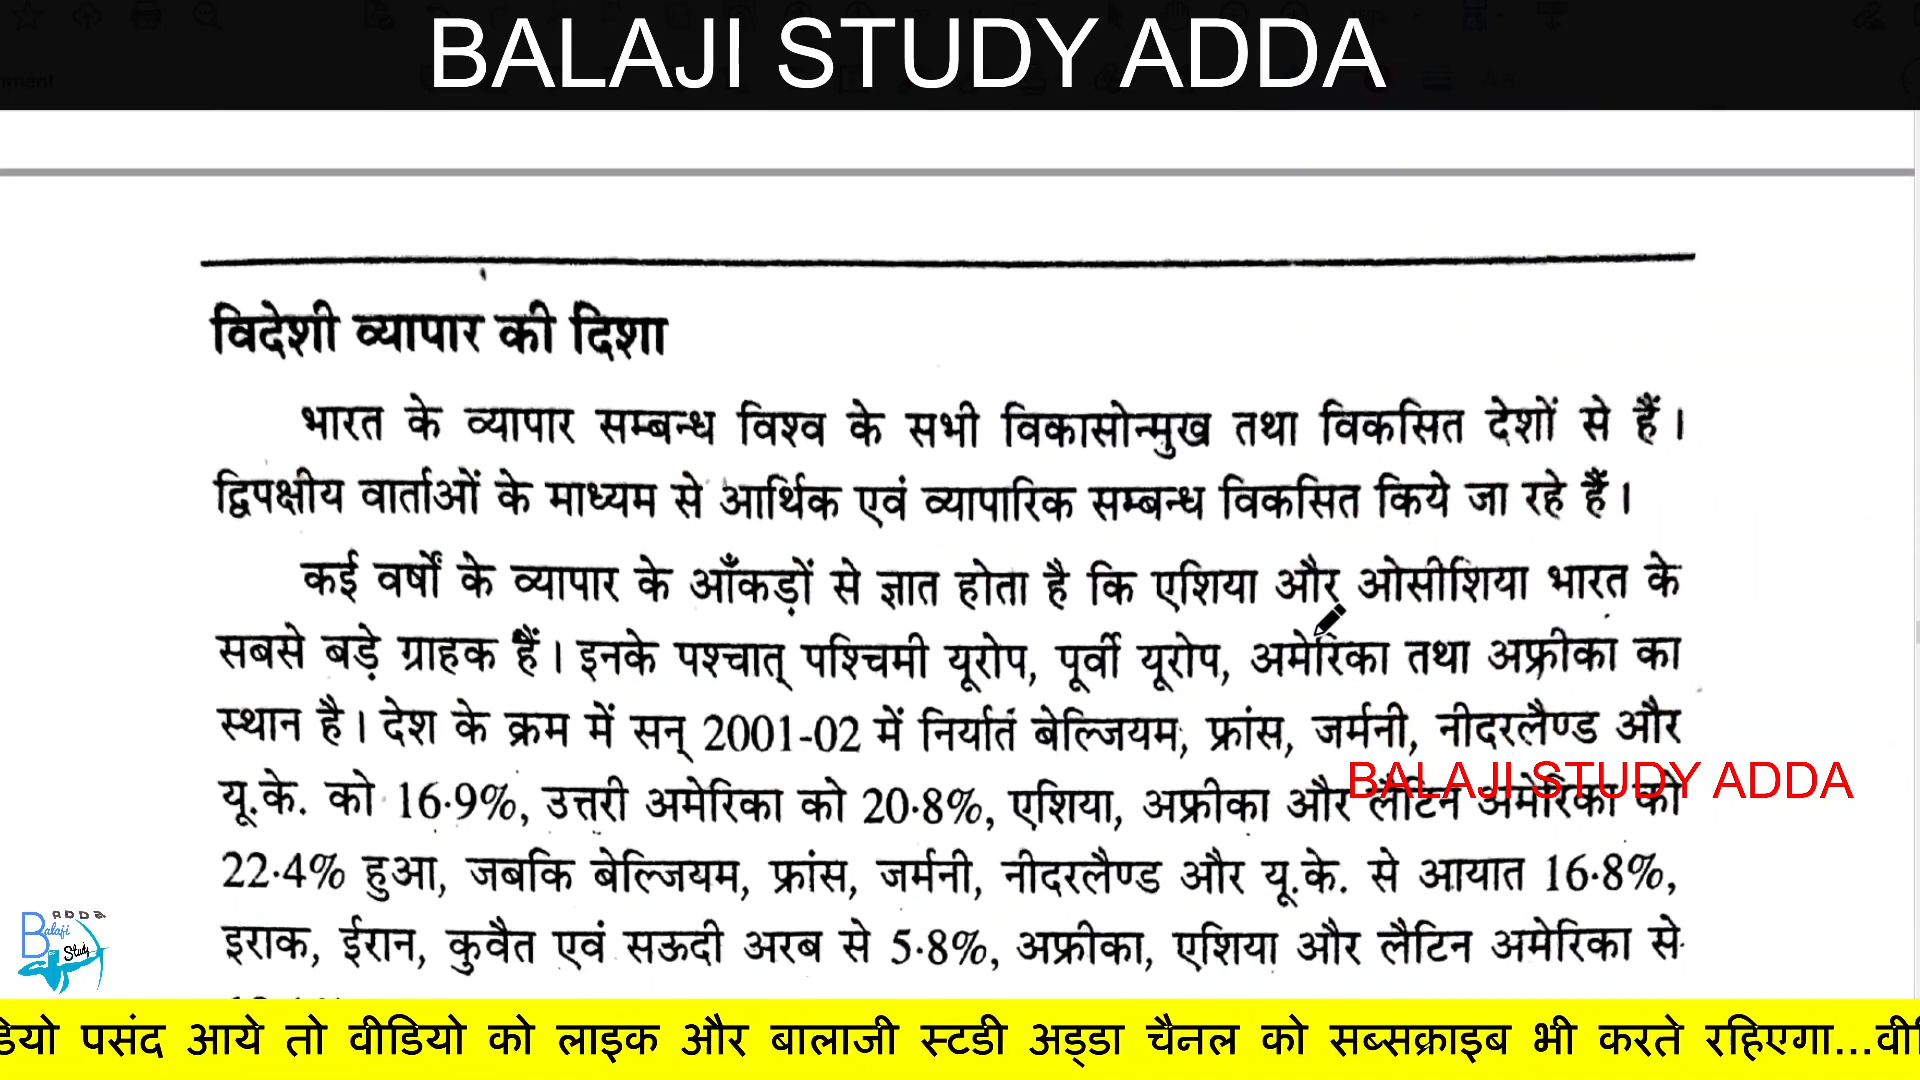 BALAJI STUDY ADDA
विदेशी व्यापार की दिशा
भारत के व्यापार सम्बन्ध विश्व के सभी विकासोन्मुख तथा विकसित देशों से हैं।
द्विपक्षीय वार्ताओं के माध्यम से आर्थिक एवं व्यापारिक सम्बन्ध विकसित किये जा रहे हैं।
कई वर्षों के व्यापार के आँकड़ों से ज्ञात होता है कि एशिया और ओसीशिया भारत के
सबसे बड़े ग्राहक हैं। इनके पश्चात् पश्चिमी यूरोप, पूर्वी यूरोप, अमेरिका तथा अफ्रीका का
स्थान है। देश के क्रम में सन् 2001-02 में निर्यात बेल्जियम, फ्रांस, जर्मनी, नीदरलैण्ड और
BALAJI STUDY ADDA
यू.के. को 16·9%, उत्तरी अमेरिका को 20·8%, एशिया, अफ्रीका और लैटिन अमेरिका को
22·4% हुआ, जबकि बेल्जियम, फ्रांस, जर्मनी, नीदरलैण्ड और यू.के. से आयात 16·8%,
इराक, ईरान, कुवैत एवं सऊदी अरब से 5·8%, अफ्रीका, एशिया और लैटिन अमेरिका से
ADDA
Balaji
Study
डियो पसंद आये तो वीडियो को लाइक और बालाजी स्टडी अड्डा चैनल को सब्सक्राइब भी करते रहिएगा...वी